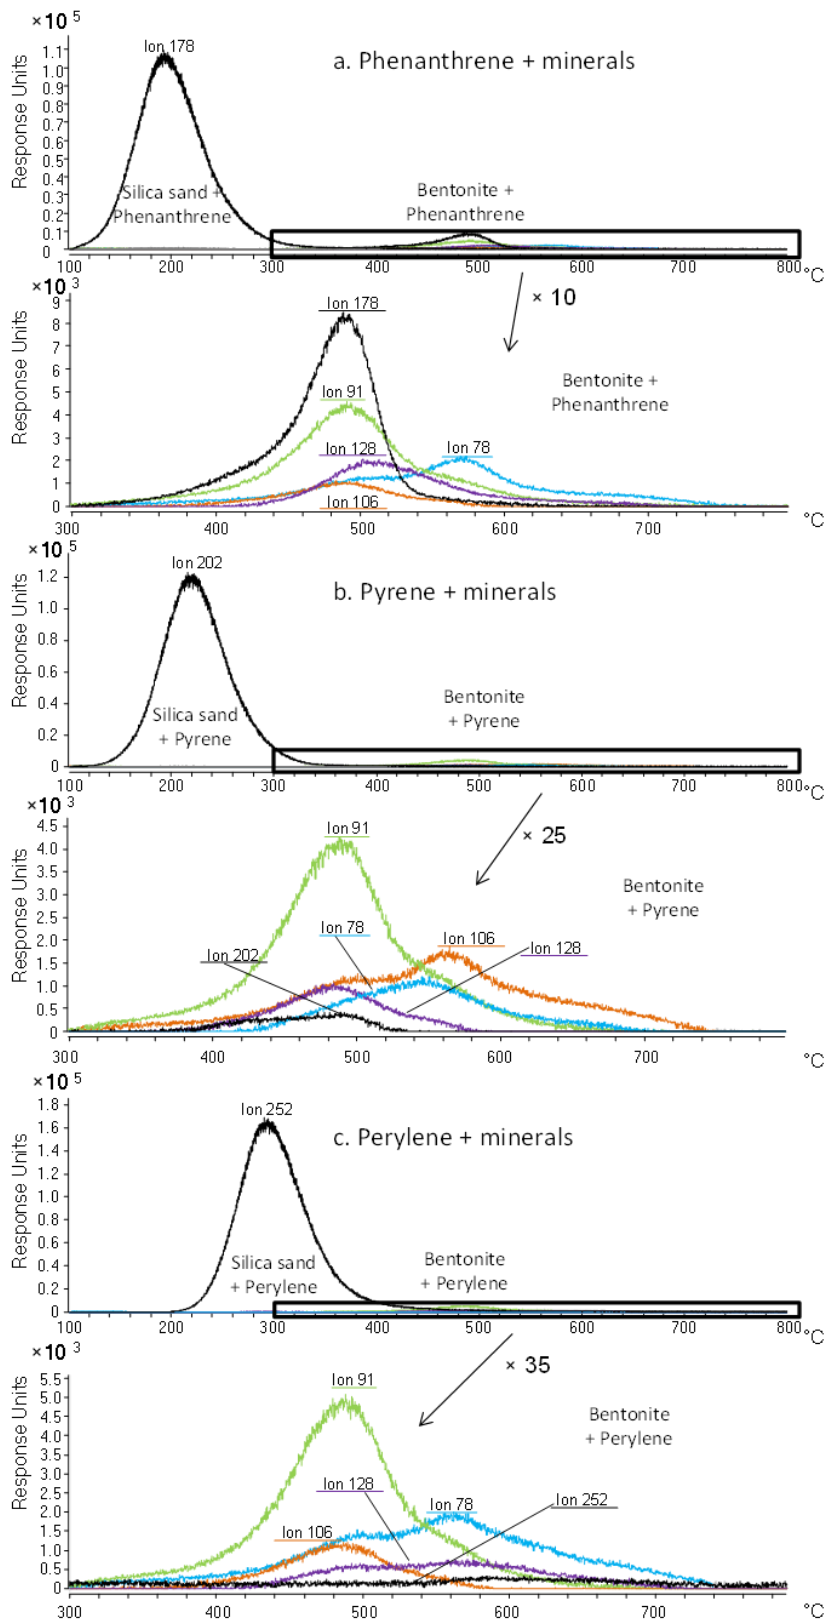 × 10 5
Ion 178
a. Phenanthrene + minerals
Response Units
1.1
1.0
0.9
0.8
0.7
0.6
0.5
0.4
0.3
0.2
0.1
0
Silica sand +
Phenanthrene
Bentonite +
Phenanthrene
100 200 300 400 500 600 700 800 °C
× 10 3
× 10
Response Units
9
8
7
6
5
4
3
2
1
0
Ion 178
Ion 91
Ion 128
Ion 78
Ion 106
Bentonite +
Phenanthrene
300 400 500 600 700 °C
× 10 5
Ion 202
b. Pyrene + minerals
Response Units
1.2
1.0
0.8
0.6
0.4
0.2
0
Silica sand
+ Pyrene
Bentonite
+ Pyrene
100 200 300 400 500 600 700 800 °C
× 10 3
× 25
Response Units
4.5
4.0
3.5
3.0
2.5
2.0
1.5
1.0
0.5
0
Ion 91
Ion 78
Ion 202
Ion 106
Ion 128
Bentonite
+ Pyrene
300 400 500 600 700 °C
× 10 5
Ion 252
c. Perylene + minerals
Response Units
1.8
1.6
1.4
1.2
1.0
0.8
0.6
0.4
0.2
0
Silica sand
+ Perylene
Bentonite
+ Perylene
100 200 300 400 500 600 700 800 °C
× 10 3
× 35
Response Units
5.5
5.0
4.5
4.0
3.5
3.0
2.5
2.0
1.5
1.0
0.5
0
Ion 91
Ion 128
Ion 78
Ion 252
Ion 106
Bentonite
+ Perylene
300 400 500 600 700 °C